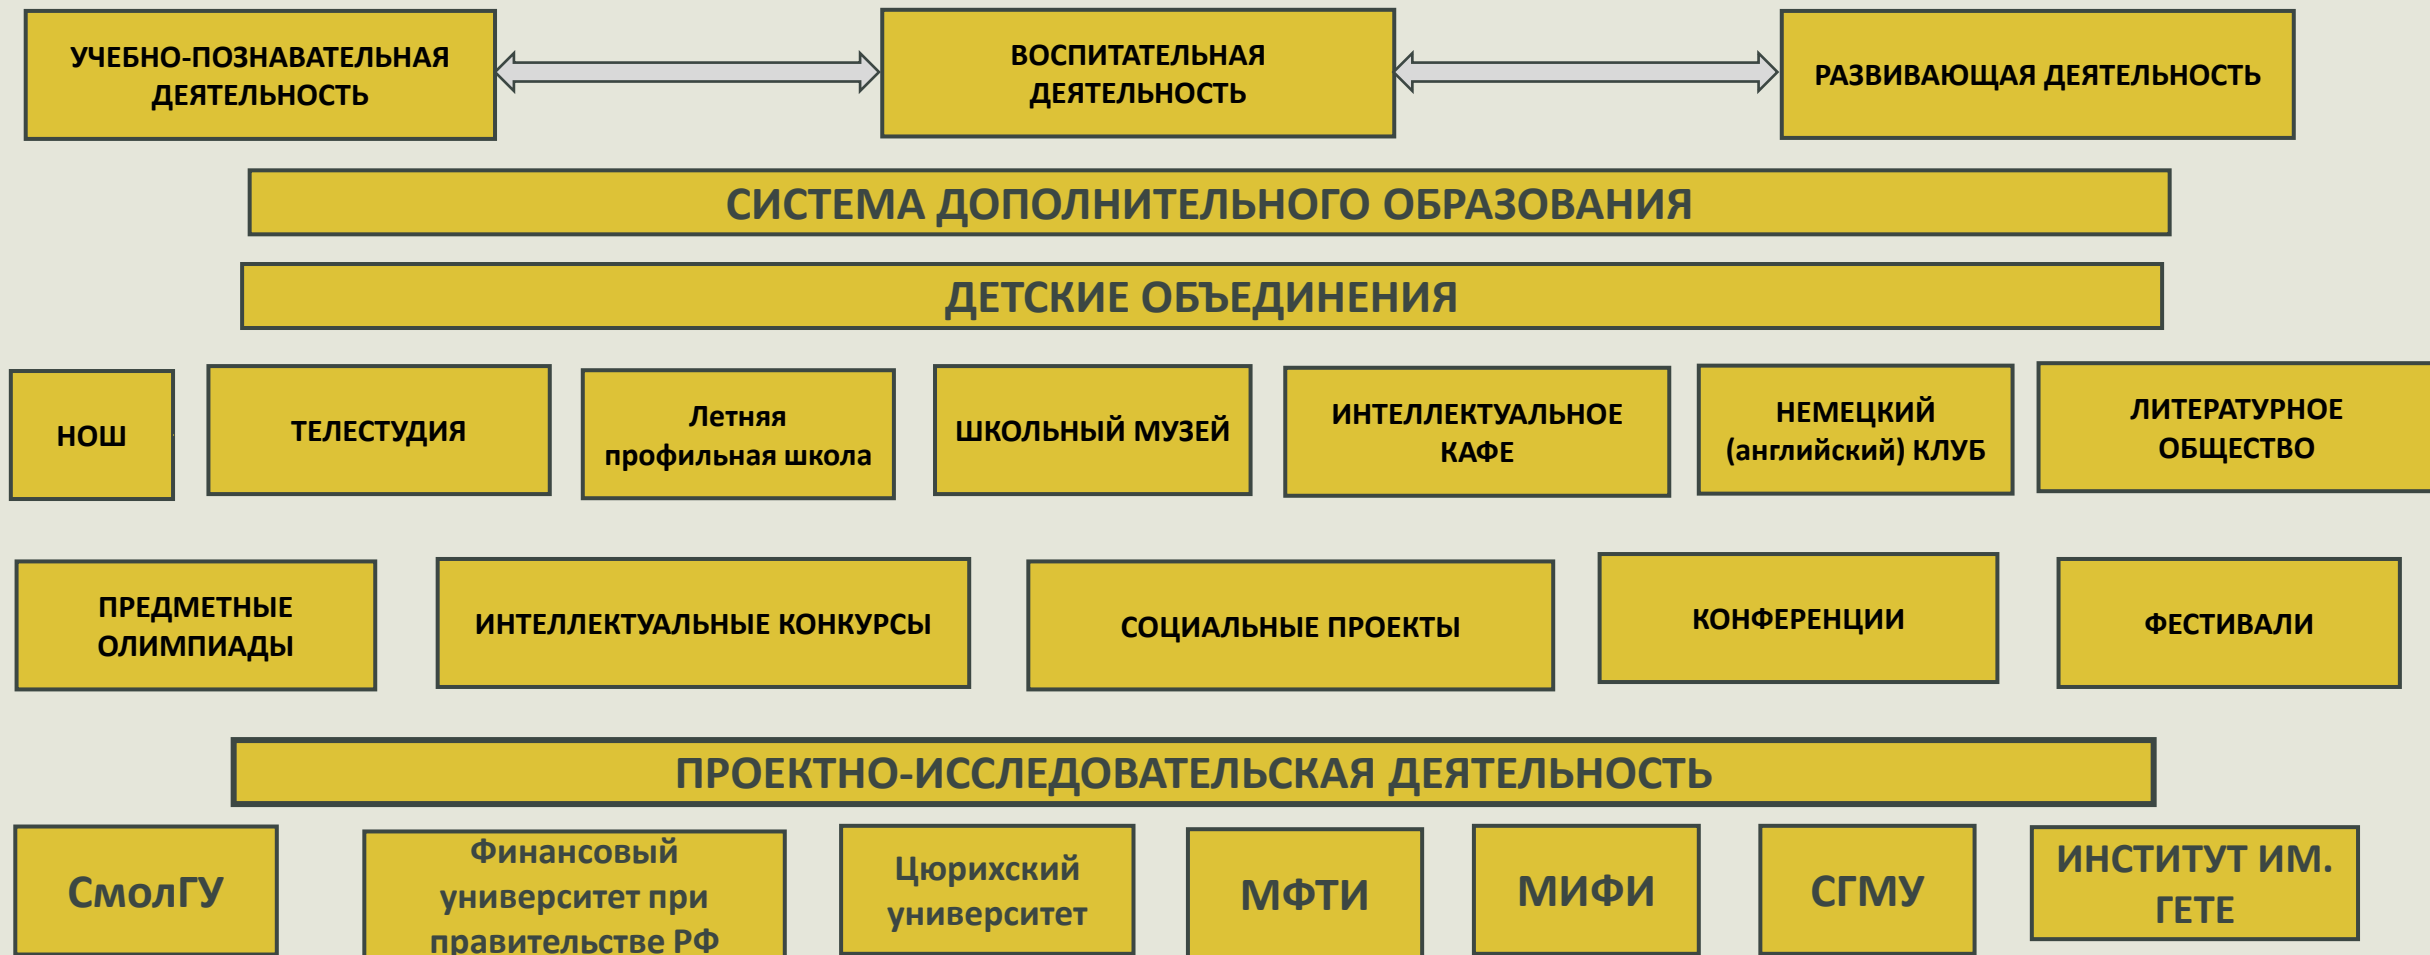 УЧЕБНО-ПОЗНАВАТЕЛЬНАЯ
ДЕЯТЕЛЬНОСТЬ
ВОСПИТАТЕЛЬНАЯ
ДЕЯТЕЛЬНОСТЬ
РАЗВИВАЮЩАЯ ДЕЯТЕЛЬНОСТЬ
СИСТЕМА ДОПОЛНИТЕЛЬНОГО ОБРАЗОВАНИЯ
ДЕТСКИЕ ОБЪЕДИНЕНИЯ
НОШ
ТЕЛЕСТУДИЯ
Летняя
профильная школа
ШКОЛЬНЫЙ МУЗЕЙ
ИНТЕЛЛЕКТУАЛЬНОЕ
КАФЕ
НЕМЕЦКИЙ
(английский) КЛУБ
ЛИТЕРАТУРНОЕ
ОБЩЕСТВО
ПРЕДМЕТНЫЕ
ОЛИМПИАДЫ
ИНТЕЛЛЕКТУАЛЬНЫЕ КОНКУРСЫ
СОЦИАЛЬНЫЕ ПРОЕКТЫ
КОНФЕРЕНЦИИ
ФЕСТИВАЛИ
ПРОЕКТНО-ИССЛЕДОВАТЕЛЬСКАЯ ДЕЯТЕЛЬНОСТЬ
СмолГУ
Финансовый
университет при
правительстве РФ
Цюрихский
университет
МФТИ
МИФИ
СГМУ
ИНСТИТУТ ИМ.
ГЕТЕ